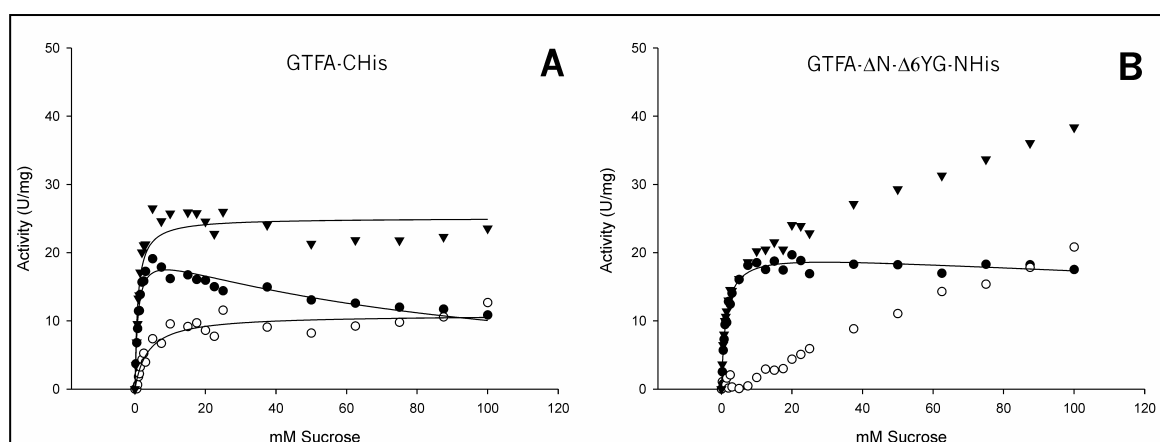 GTFA-CHis
A
50
40
30
20
10
0
Activity (U/mg)
0 20 40 60 80 100 120
mM Sucrose
GTFA-ΔN-Δ6YG-NHis
B
50
40
30
20
10
0
Activity (U/mg)
0 20 40 60 80 100 120
mM Sucrose